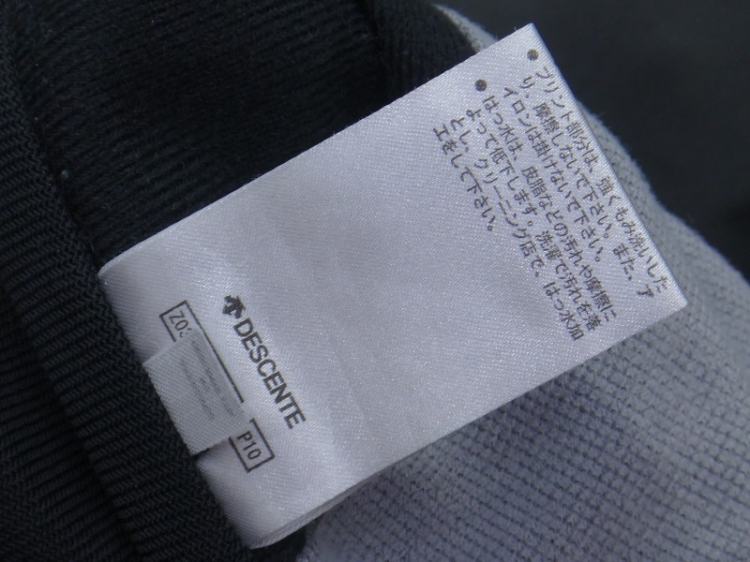 ● プリント部分は、強くもみ洗いした
り、摩擦しないで下さい。また、ア
イロンは掛けないで下さい。
● はっ水は、皮脂などの汚れや摩擦に
よって低下します。洗濯で汚れを落
とし、クリーニング店で、はっ水加
工をして下さい。
DESCENTE
Z03
P10